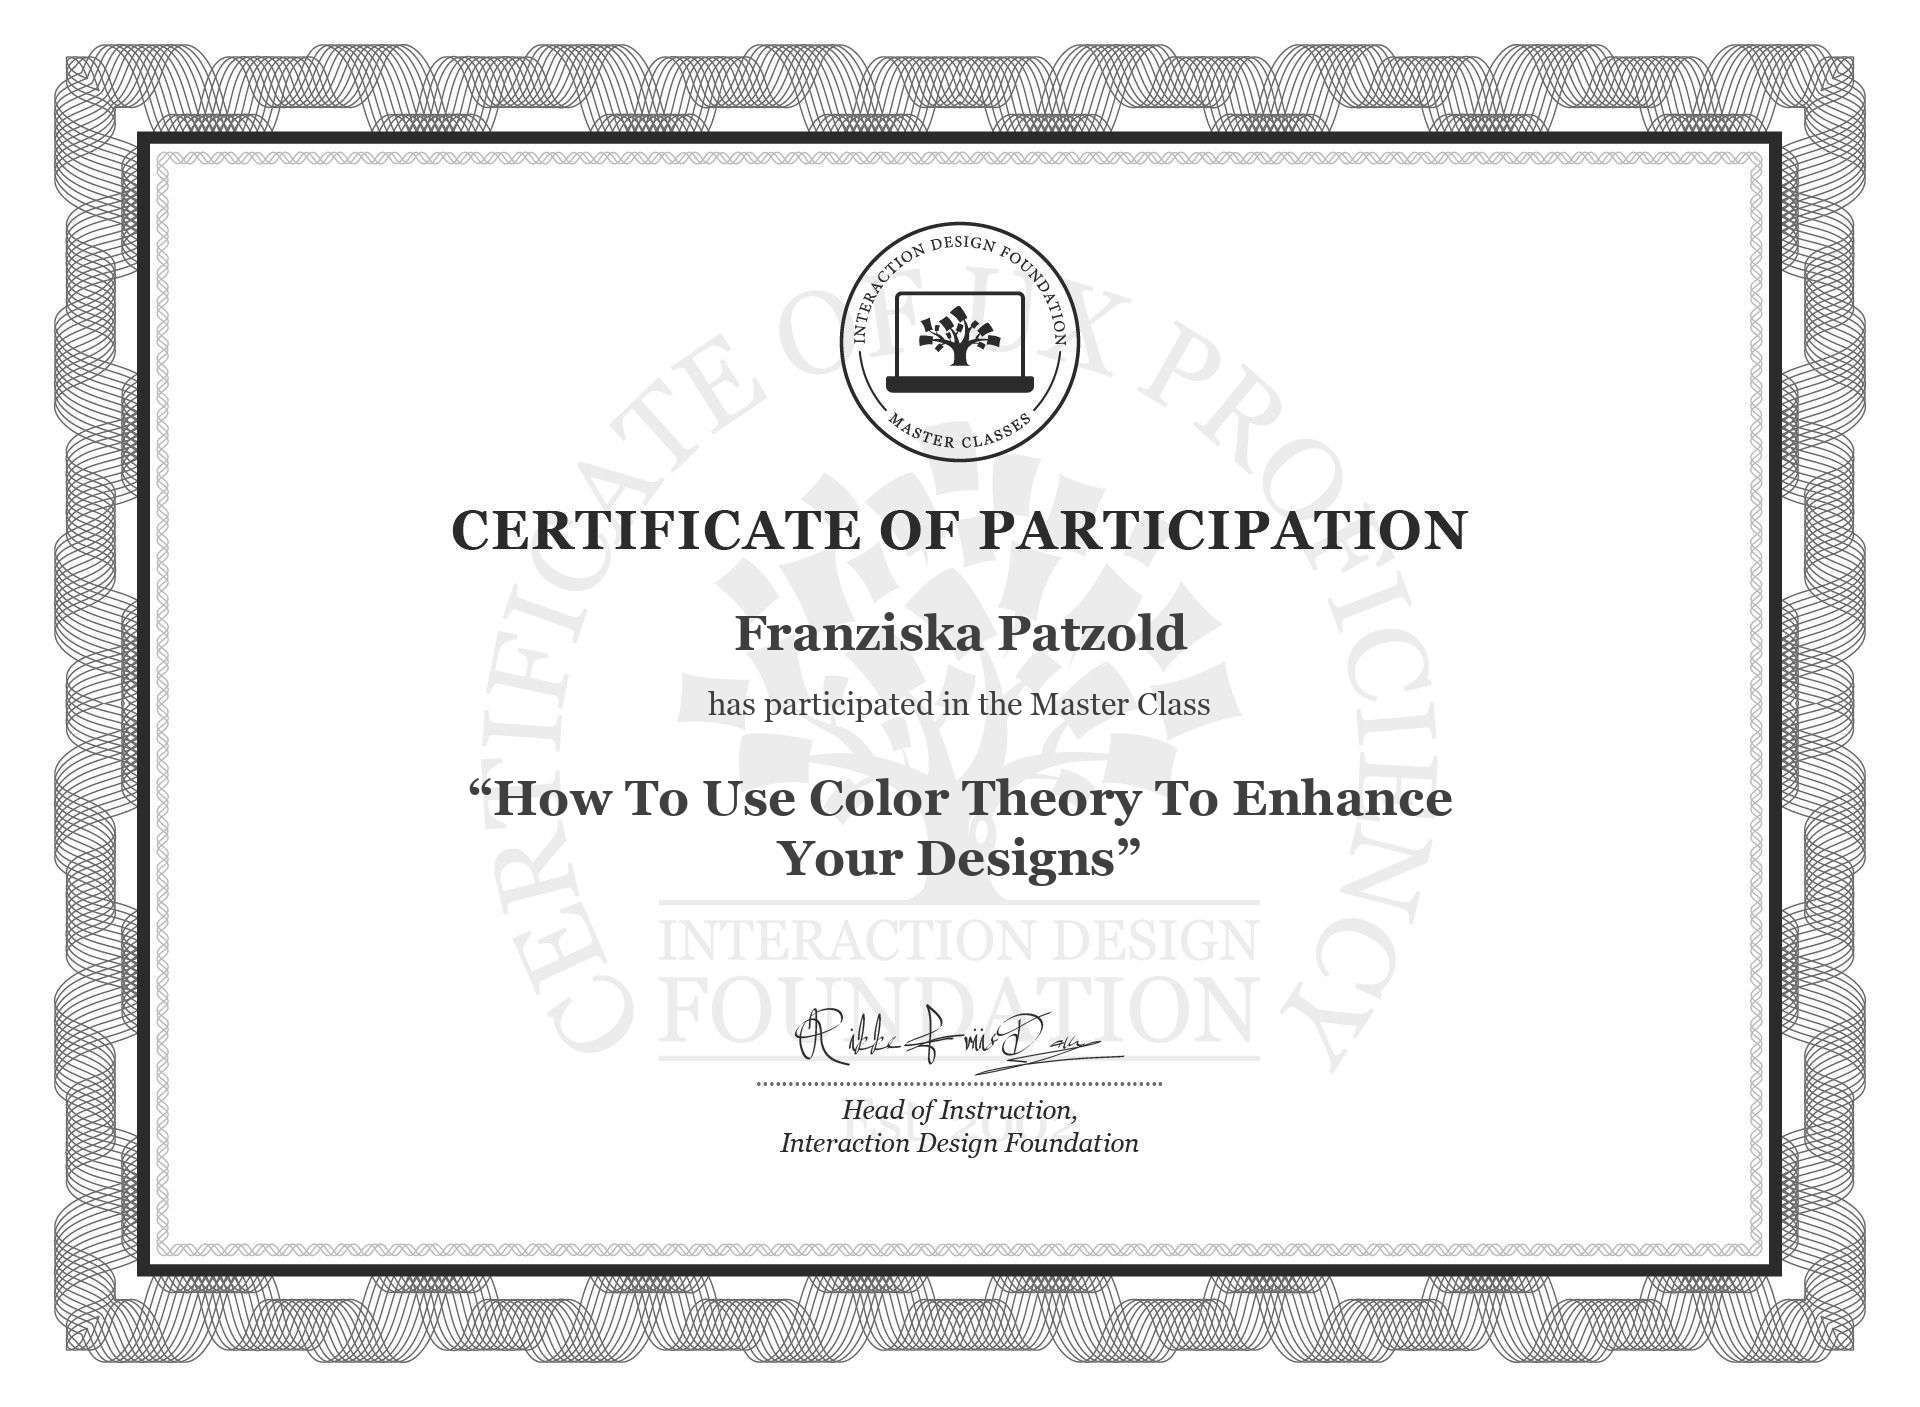 INTERACTION DESIGN FOUNDATION
MASTER CLASSES
CERTIFICATE OF UX PROFICIENCY
CERTIFICATE OF PARTICIPATION
Franziska Patzold
has participated in the Master Class
“How To Use Color Theory To Enhance
Your Designs”
INTERACTION DESIGN
FOUNDATION
Rikke Friis Dam
Est. 2002
Head of Instruction,
Interaction Design Foundation